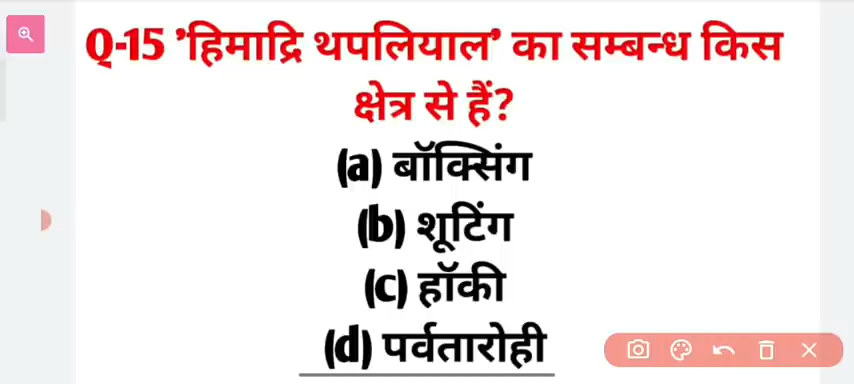 Q-15 'हिमाद्रि थपलियाल' का सम्बन्ध किस
क्षेत्र से हैं?
(a) बॉक्सिंग
(b) शूटिंग
(c) हॉकी
(d) पर्वतारोही